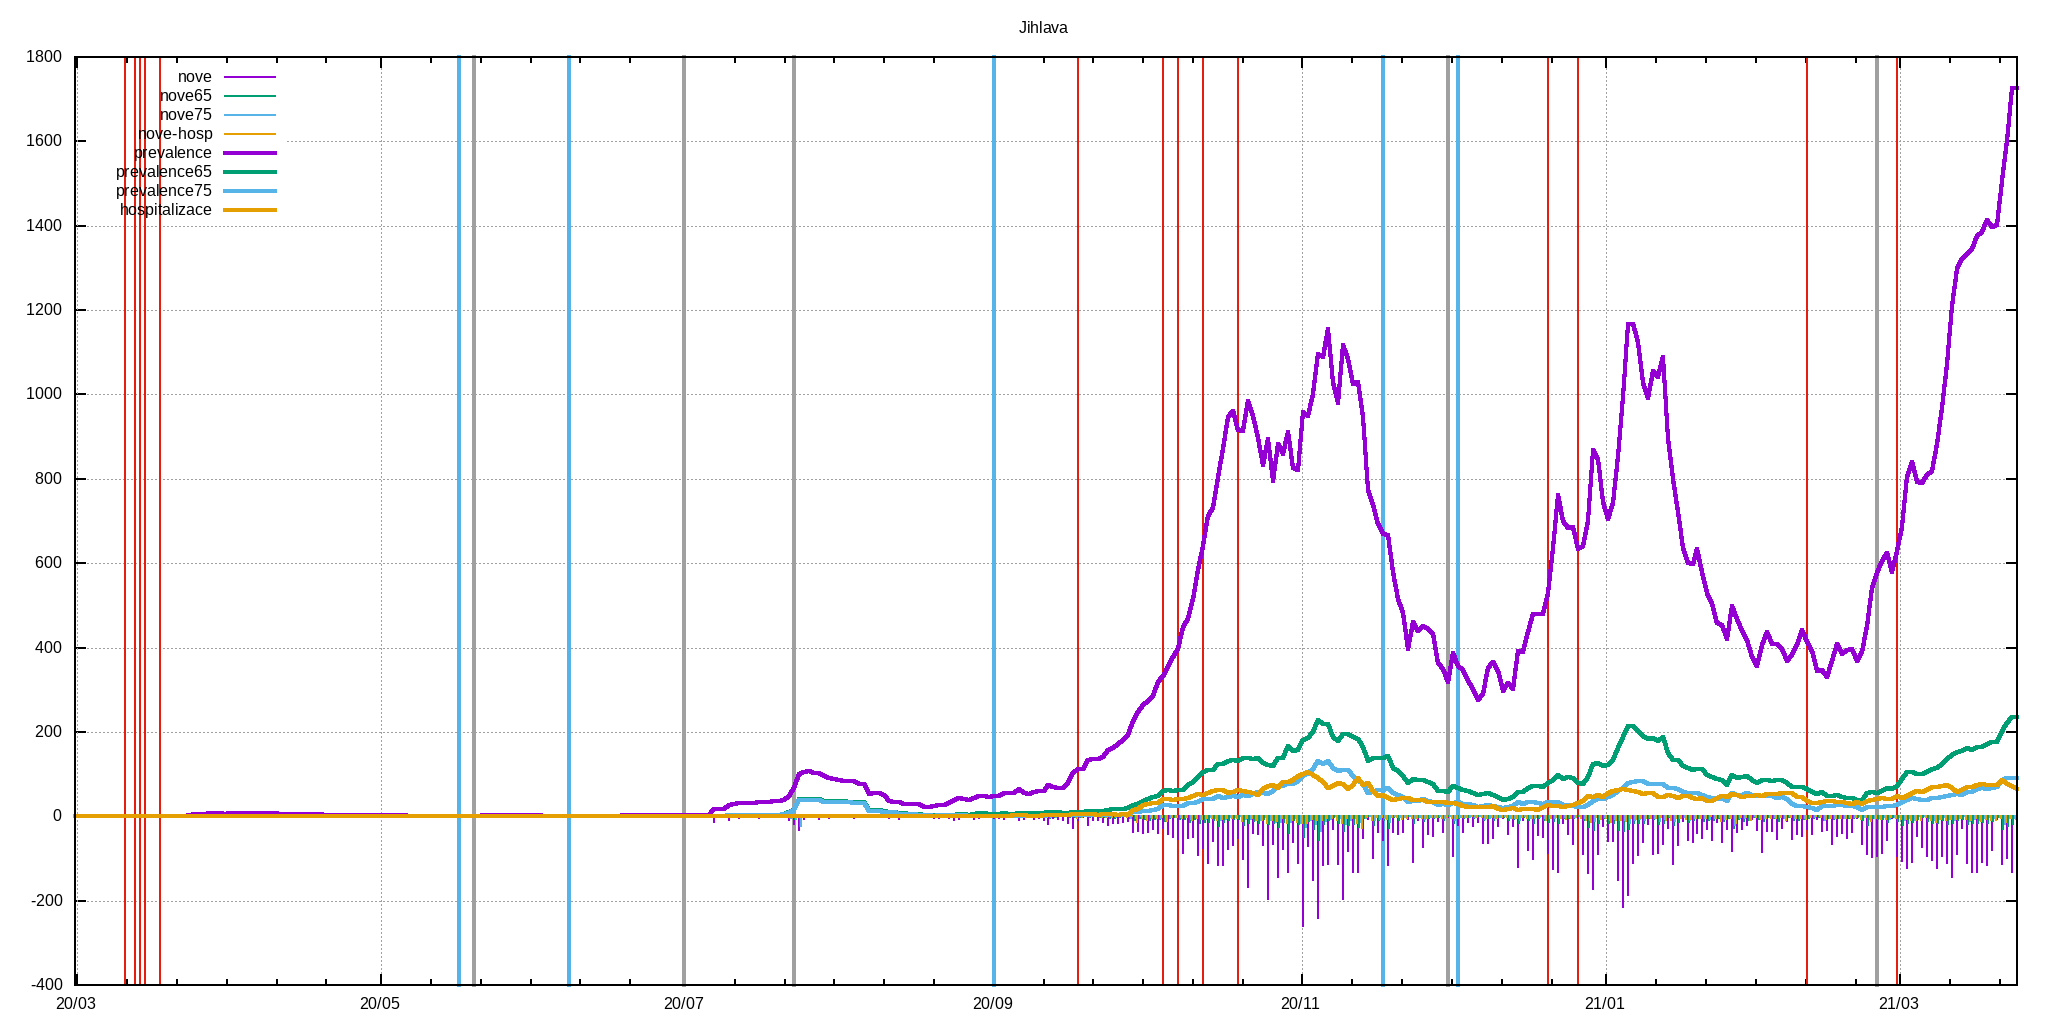 Jihlava
1800
1600
1400
1200
1000
800
600
400
200
0
-200
-400
nove
nove65
nove75
nove-hosp
prevalence
prevalence65
prevalence75
hospitalizace
20/03 20/05 20/07 20/09 20/11 21/01 21/03